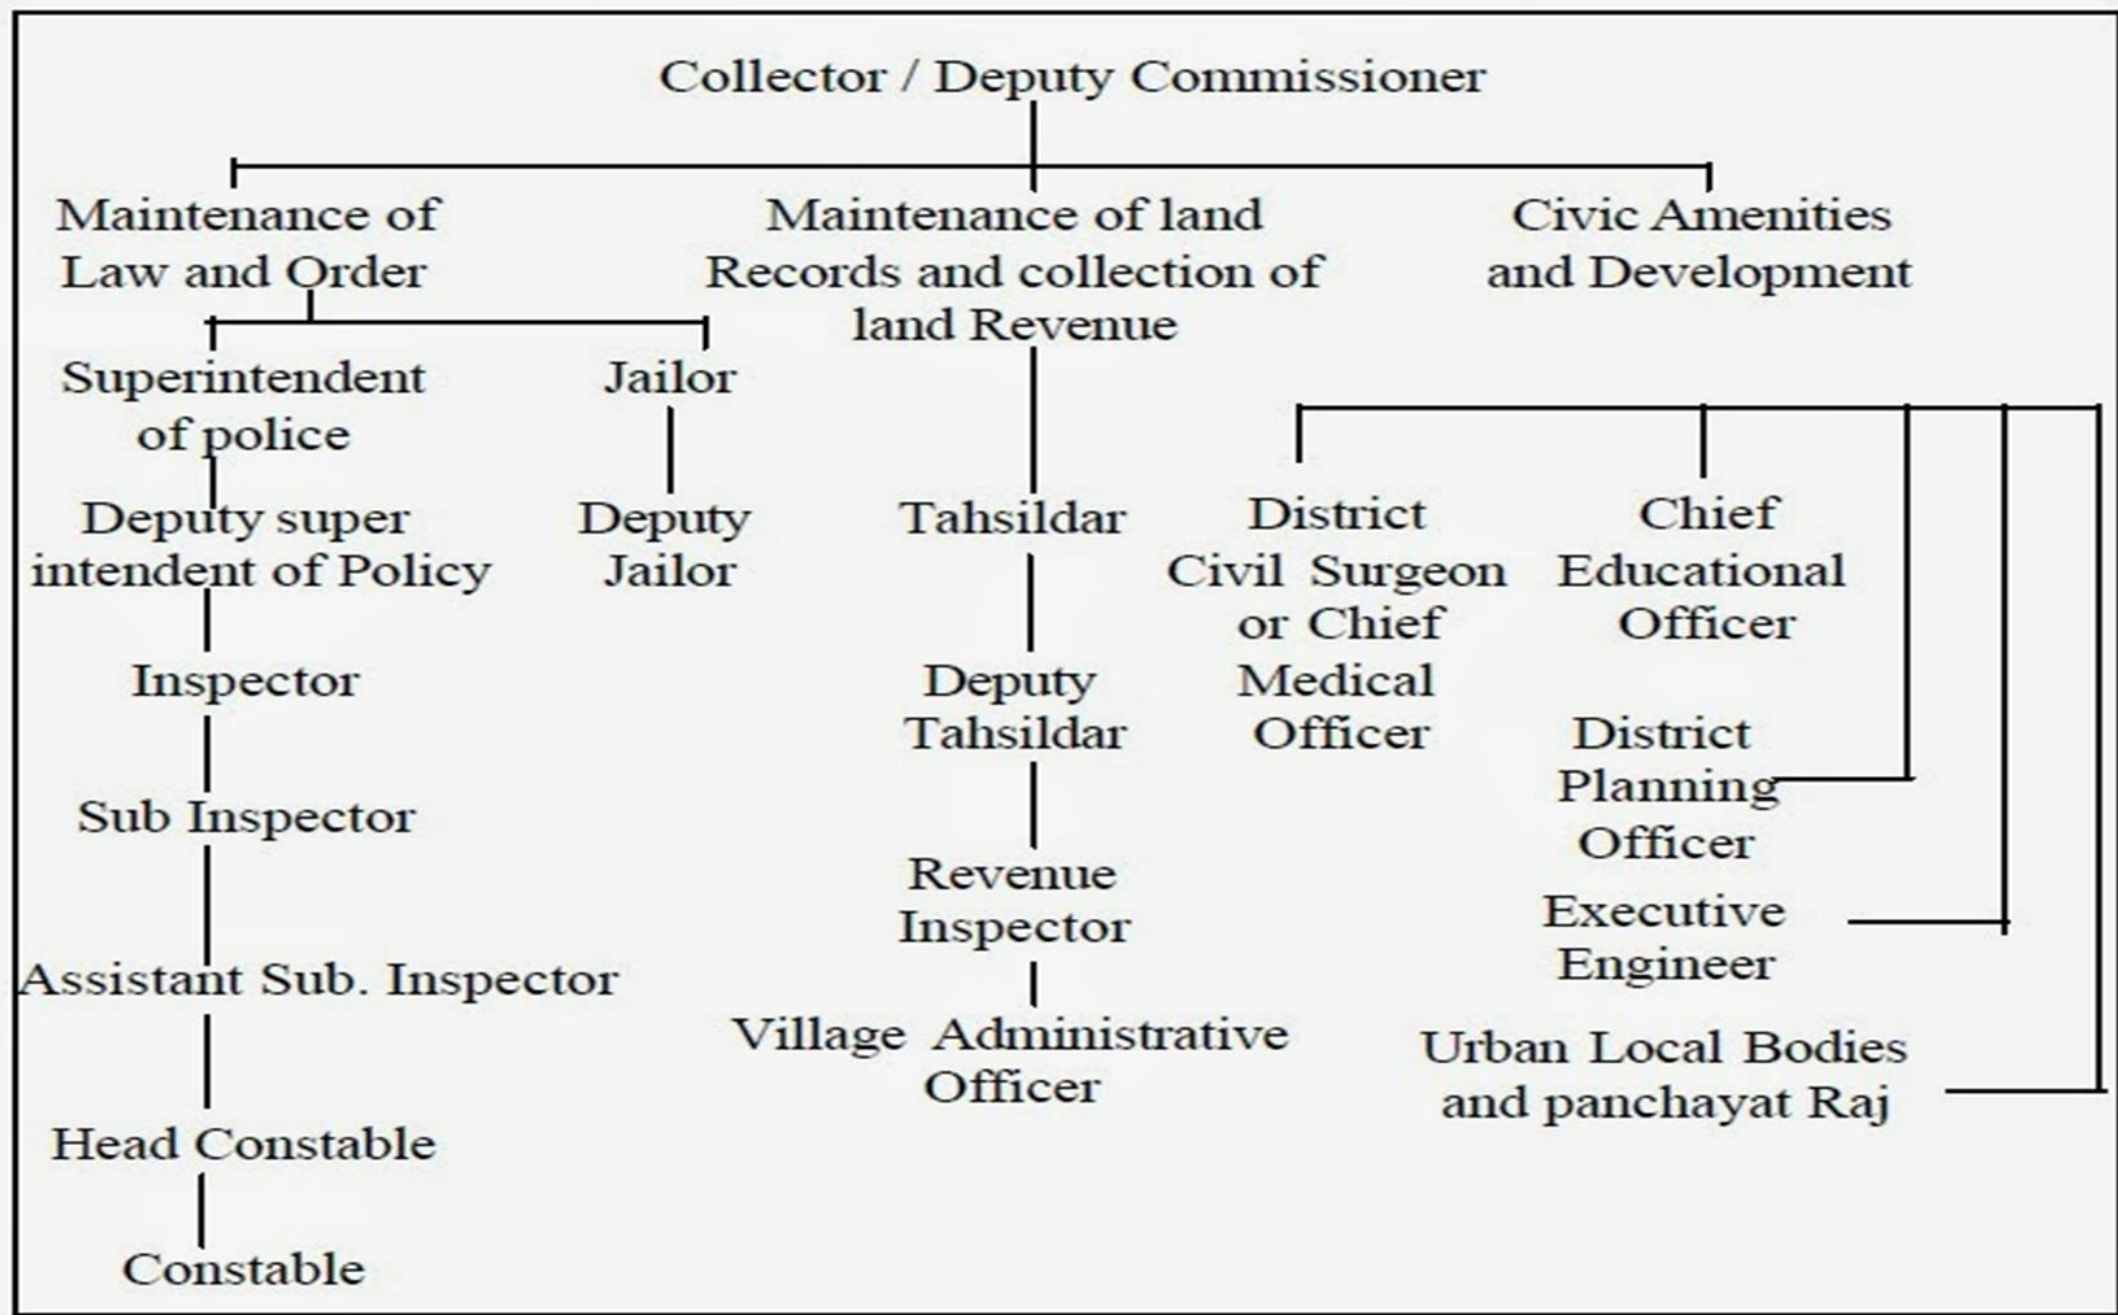 Collector / Deputy Commissioner
Maintenance of
Law and Order
Maintenance of land
Records and collection of
land Revenue
Civic Amenities
and Development
Superintendent
of police
Jailor
Deputy super
intendent of Policy
Deputy
Jailor
Tahsildar
District
Civil Surgeon
or Chief
Medical
Officer
Chief
Educational
Officer
Inspector
Deputy
Tahsildar
District
Planning
Officer
Sub Inspector
Revenue
Inspector
Executive
Engineer
Assistant Sub. Inspector
Village Administrative
Officer
Urban Local Bodies
and panchayat Raj
Head Constable
Constable